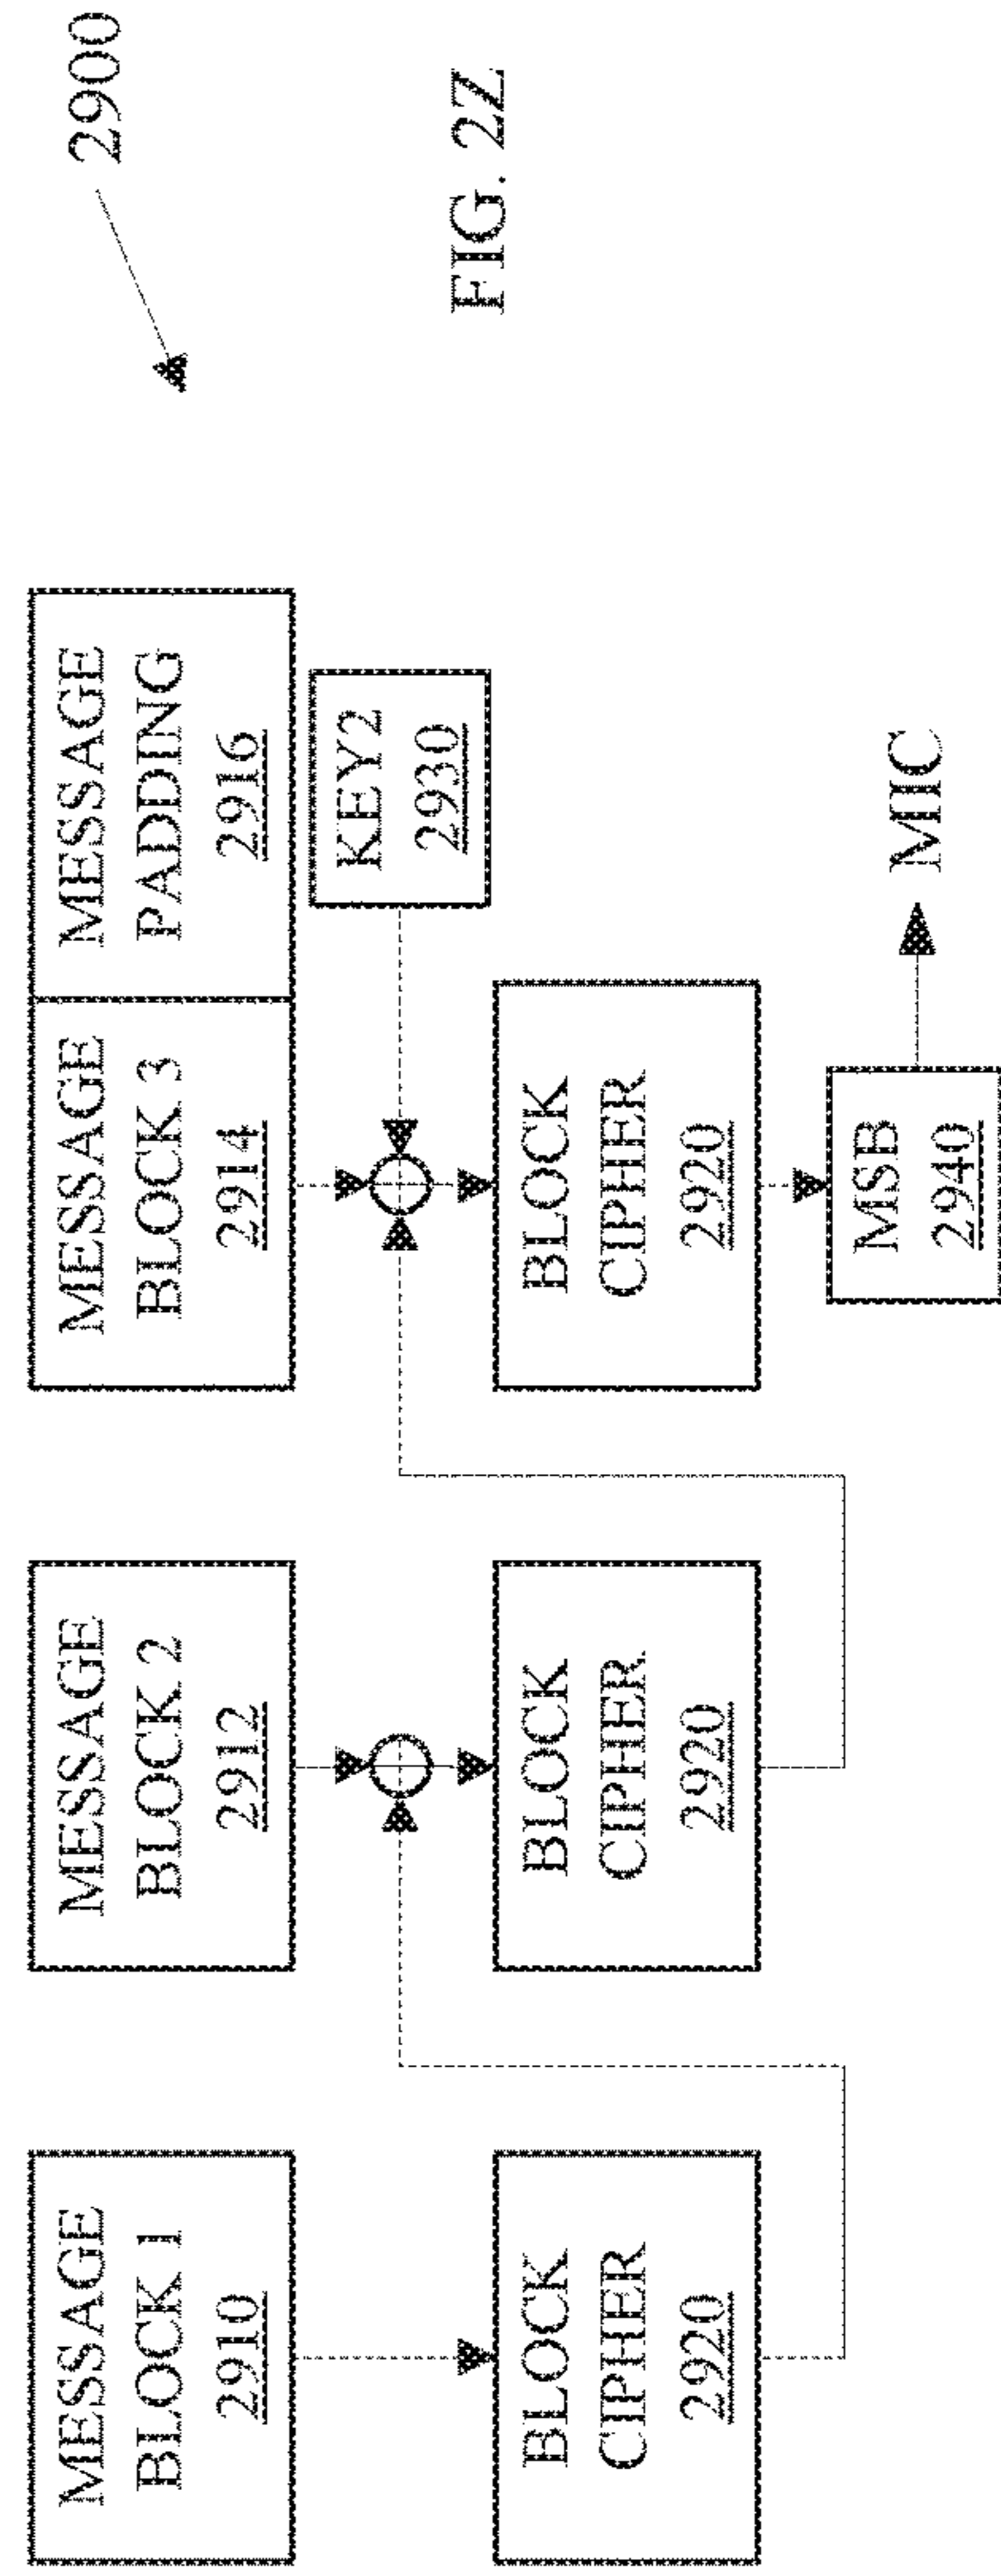 2900
MESSAGE
BLOCK 1
2910
MESSAGE
BLOCK 2
2912
MESSAGE
BLOCK 3
2914
MESSAGE
PADDING
2916
KEY2
2930
BLOCK
CIPHER
2920
BLOCK
CIPHER
2920
BLOCK
CIPHER
2920
MSB
2940
MIC
FIG. 2Z